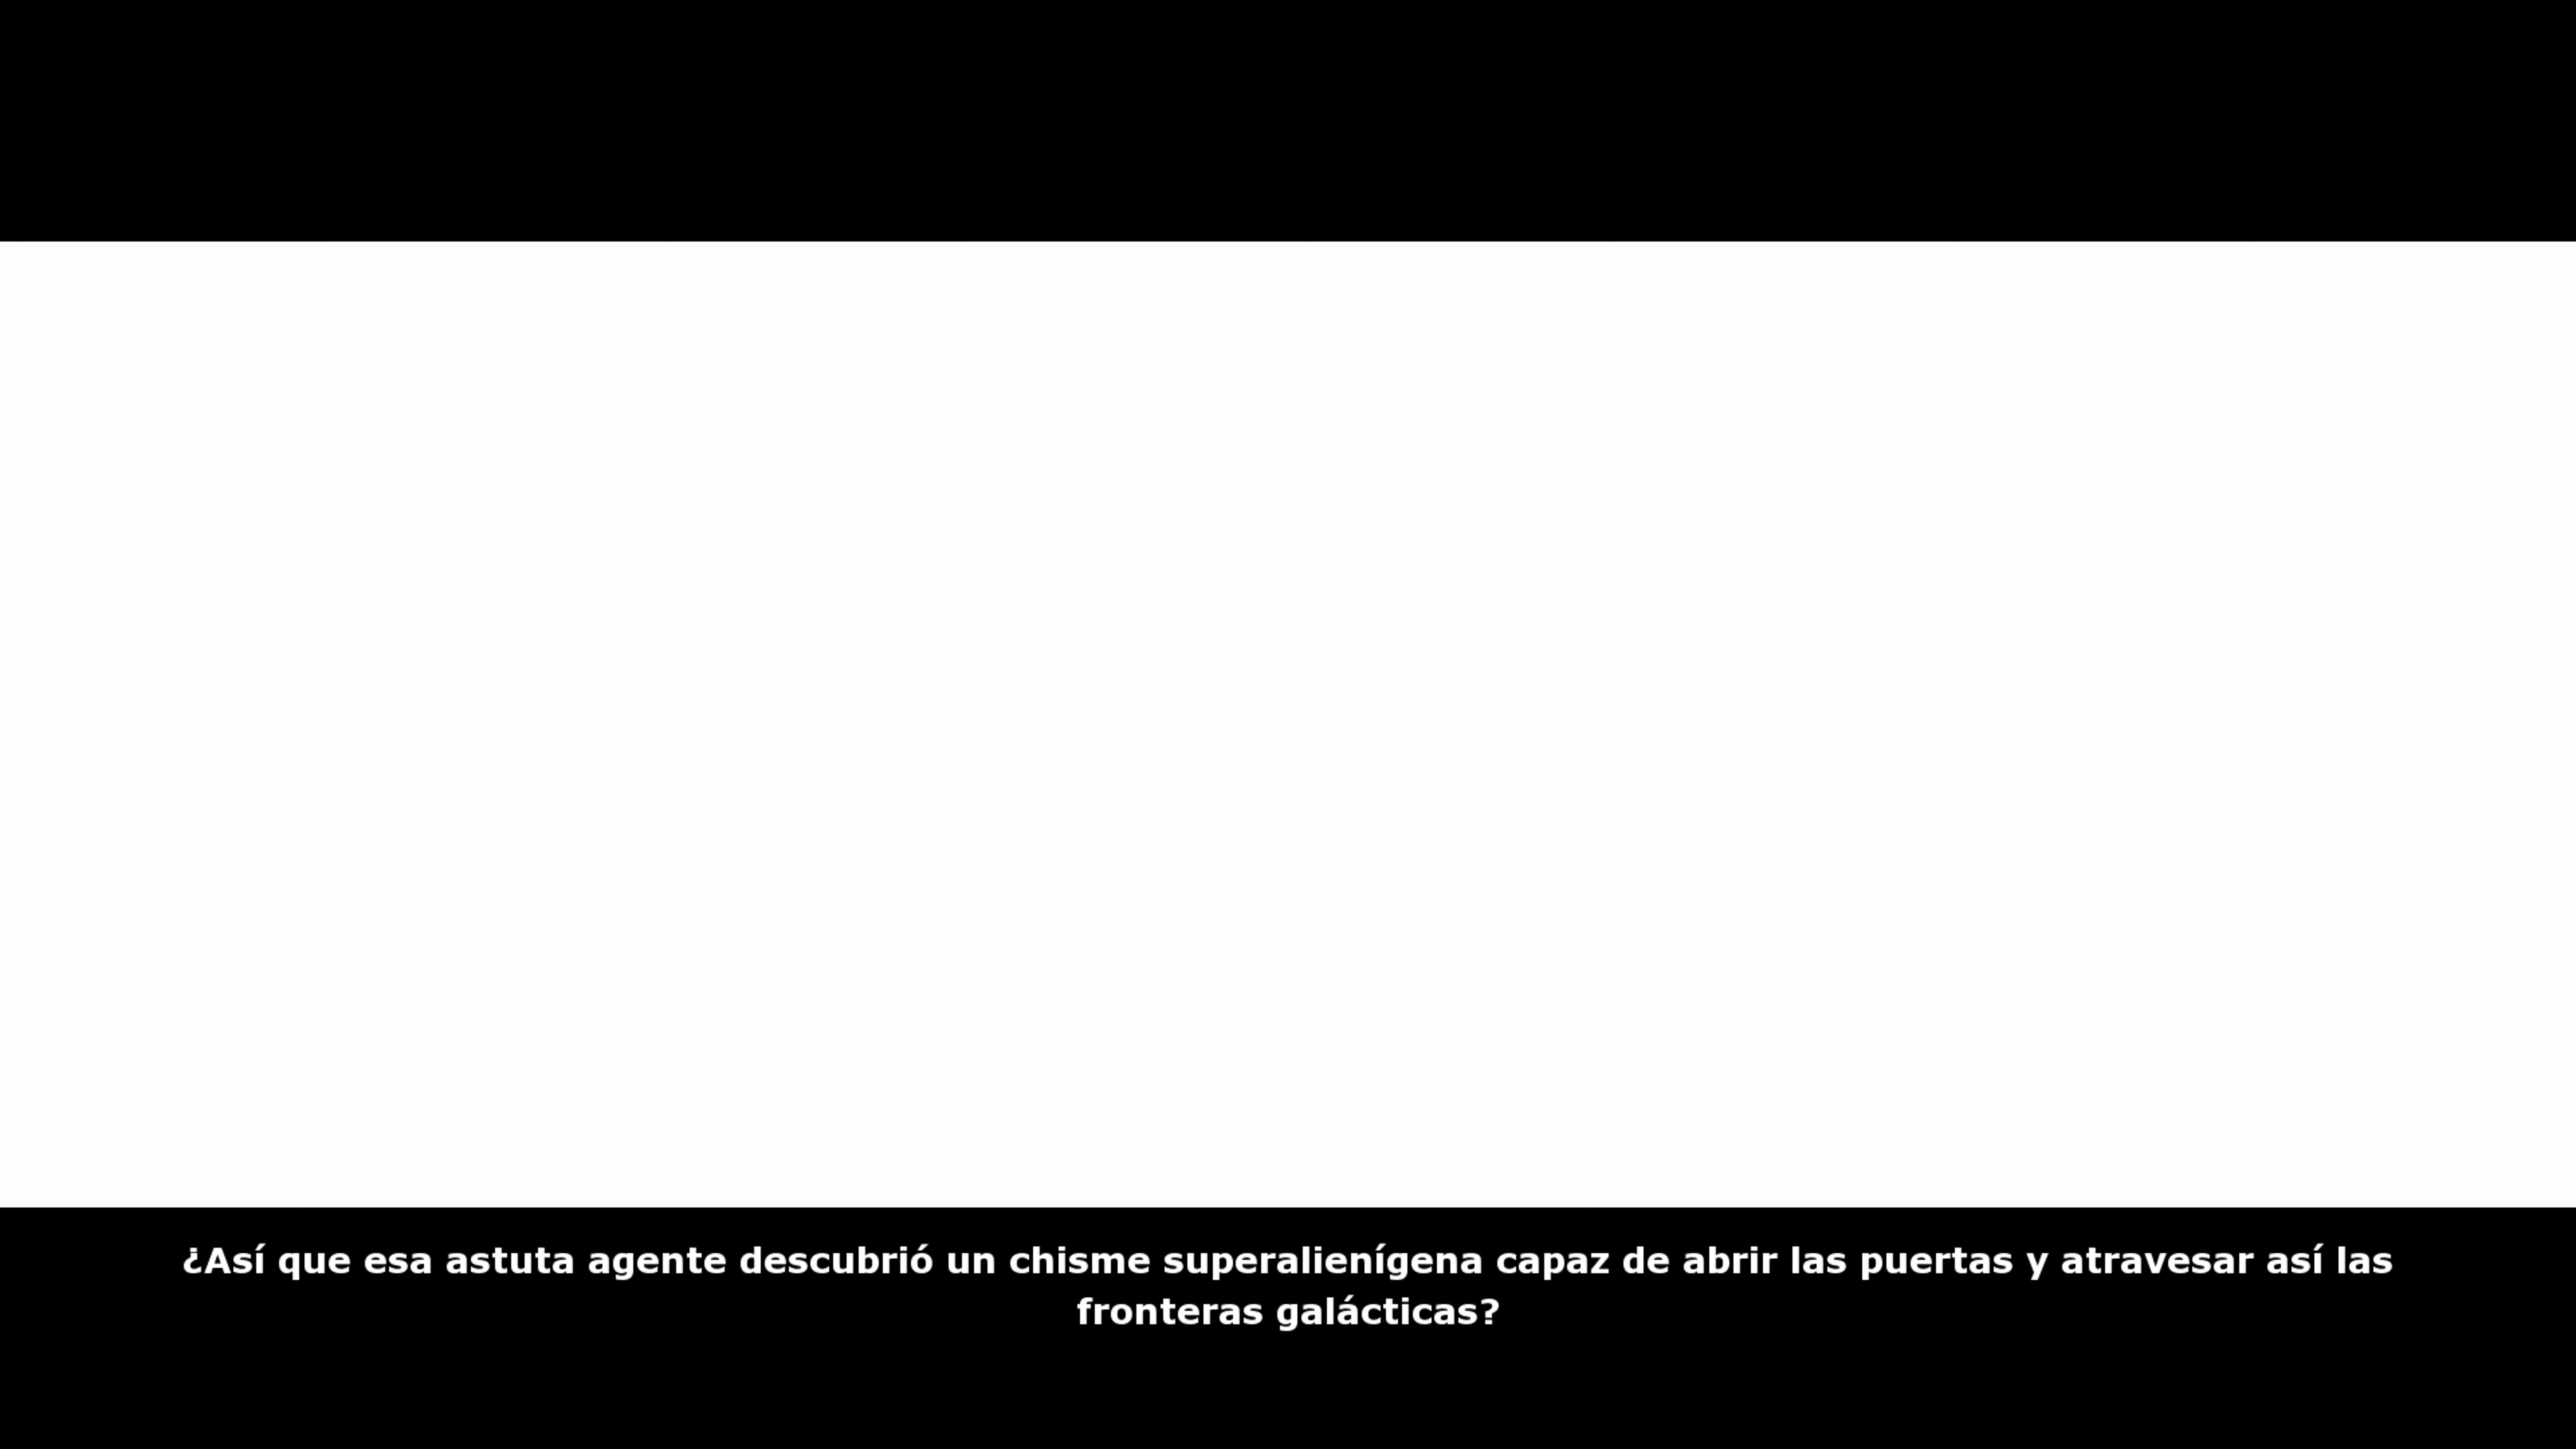 ¿Así que esa astuta agente descubrió un chisme superalienígena capaz de abrir las puertas y atravesar así las
fronteras galácticas?